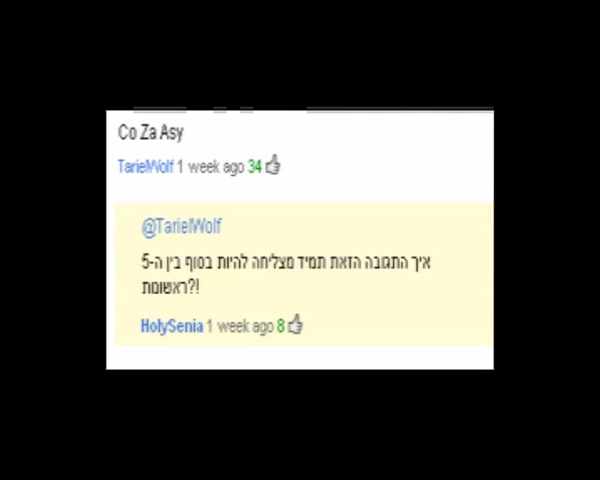 Co Za Asy
TarielWolf 1 week ago 34
@TarielWolf
איך התגובה הזאת תמיד מצליחה להיות בסוף בין ה-5
ראשונות?!
HolySenia 1 week ago 8